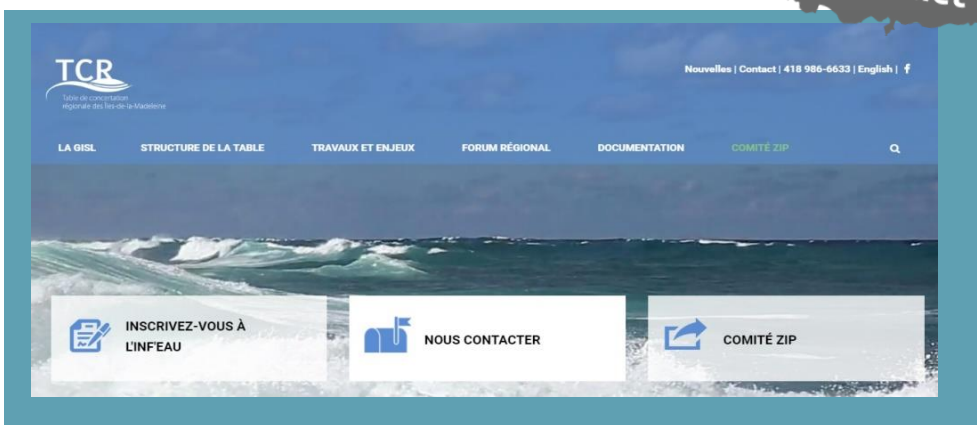 TCR
Table de concertation
régionale des Îles-de-la-Madeleine
Nouvelles | Contact | 418 986-6633 | English | f
LA GISL STRUCTURE DE LA TABLE TRAVAUX ET ENJEUX FORUM RÉGIONAL DOCUMENTATION COMITÉ ZIP
INSCRIVEZ-VOUS À
L'INF'EAU
NOUS CONTACTER
COMITÉ ZIP